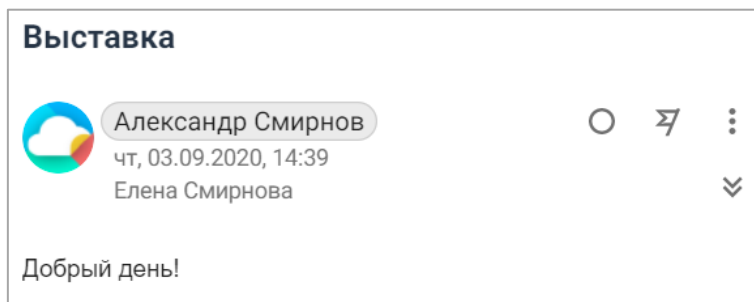 Выставка
Александр Смирнов
чт, 03.09.2020, 14:39
Елена Смирнова
Добрый день!